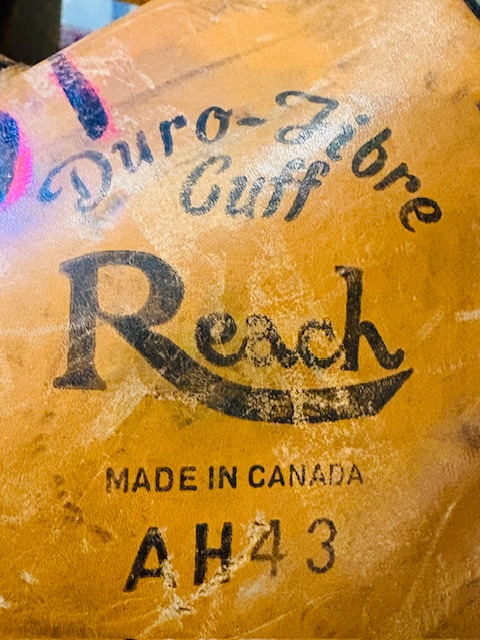 Duro-Fibre
Cuff
Reach
MADE IN CANADA
AH43